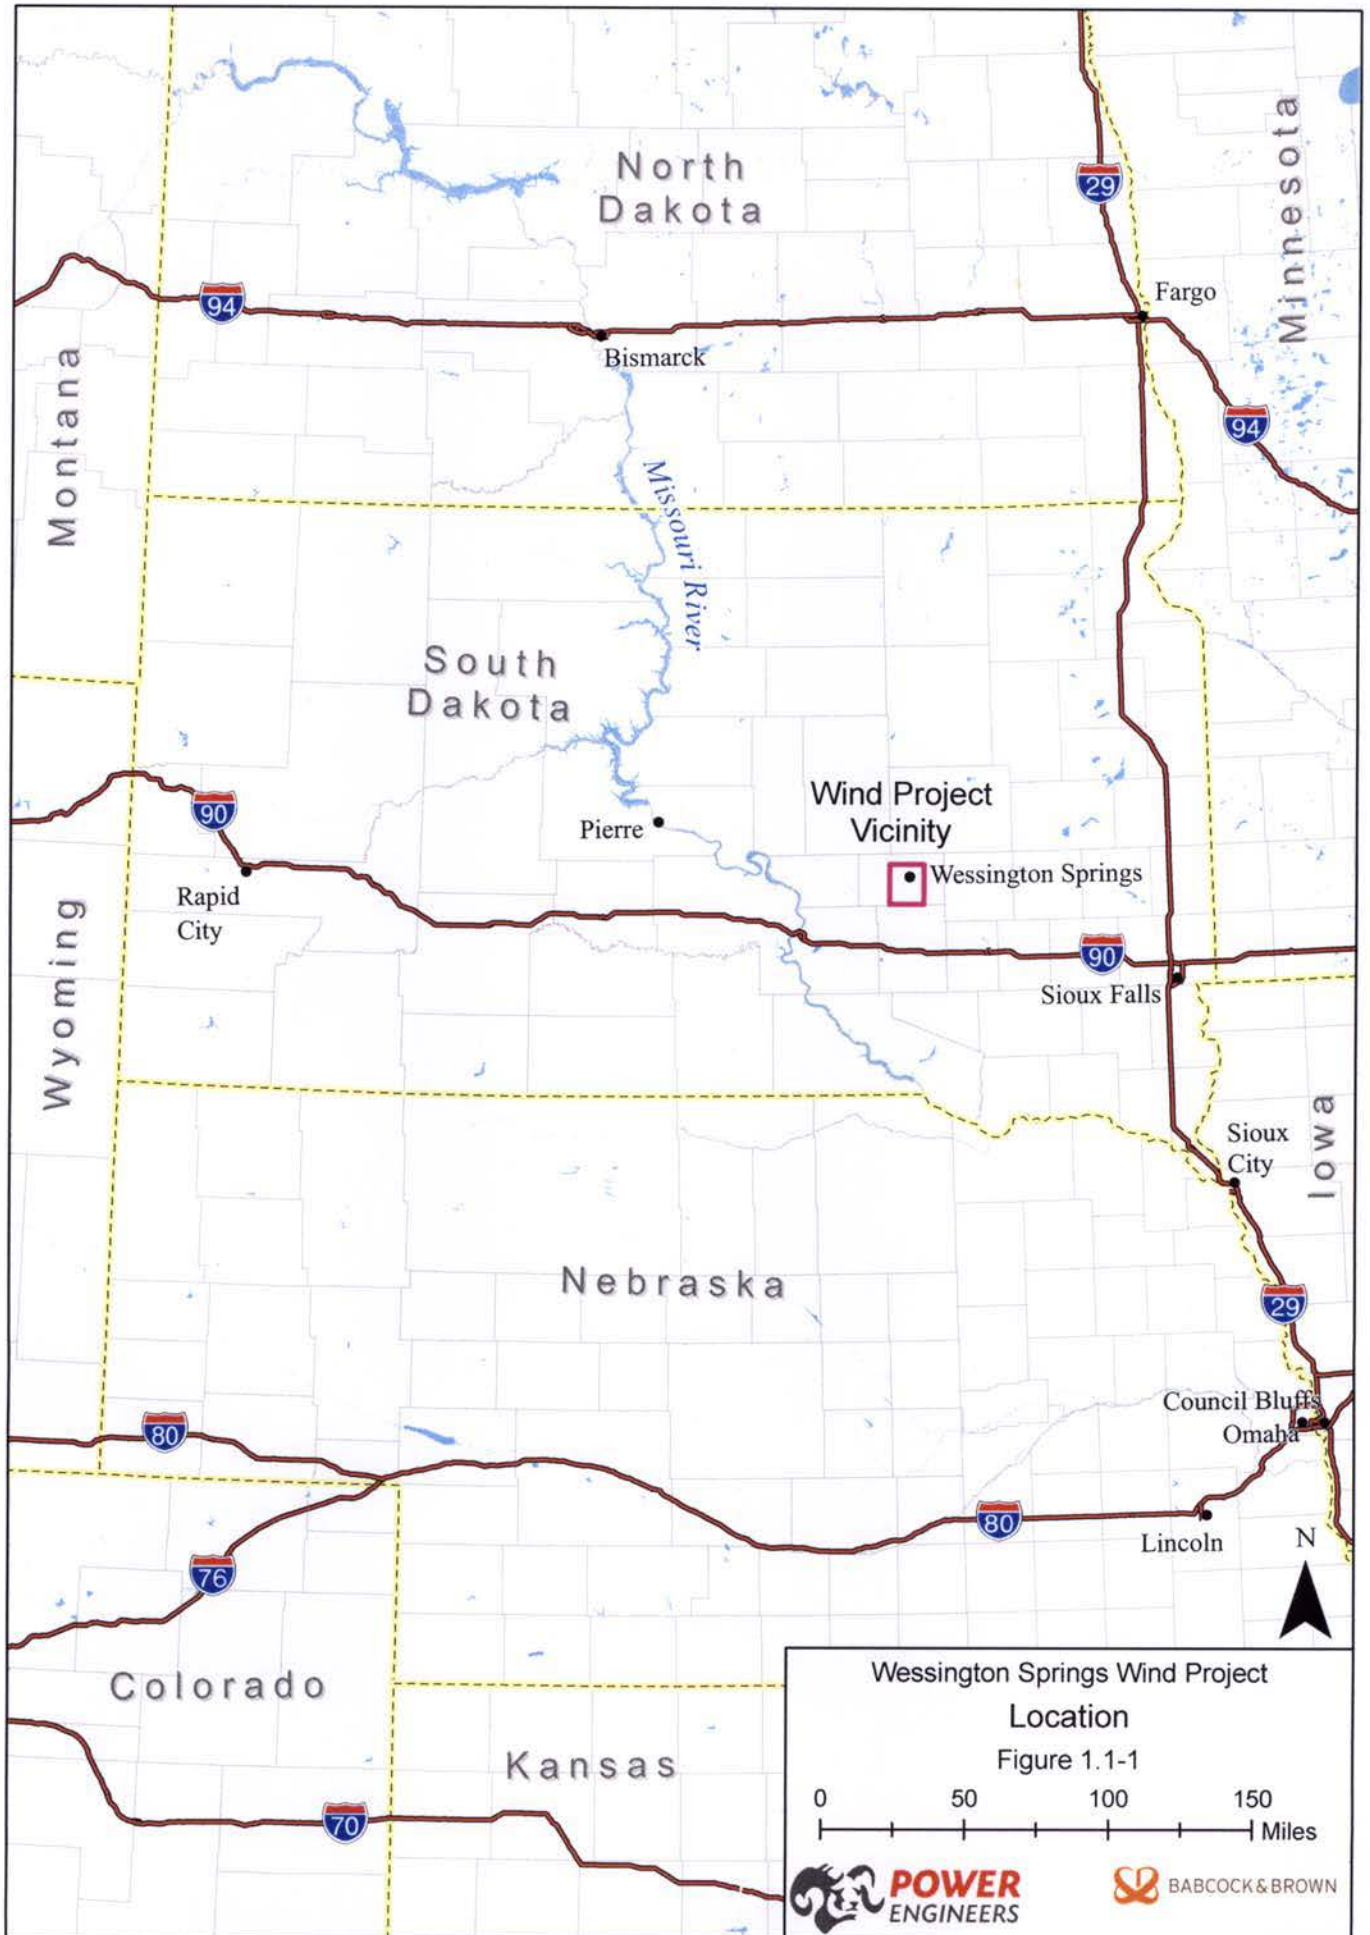 North
Dakota
29
Minnesota
94
Fargo
Bismarck
Montana
94
Missouri River
South
Dakota
Wind Project
Vicinity
90
Pierre
Wessington Springs
Rapid
City
Wyoming
90
Sioux Falls
Iowa
Sioux
City
Nebraska
29
Council Bluffs
Omaha
80
80
Lincoln
N
76
Colorado
Kansas
70
Wessington Springs Wind Project
Location
Figure 1.1-1
0 50 100 150
Miles
POWER
ENGINEERS
BABCOCK & BROWN